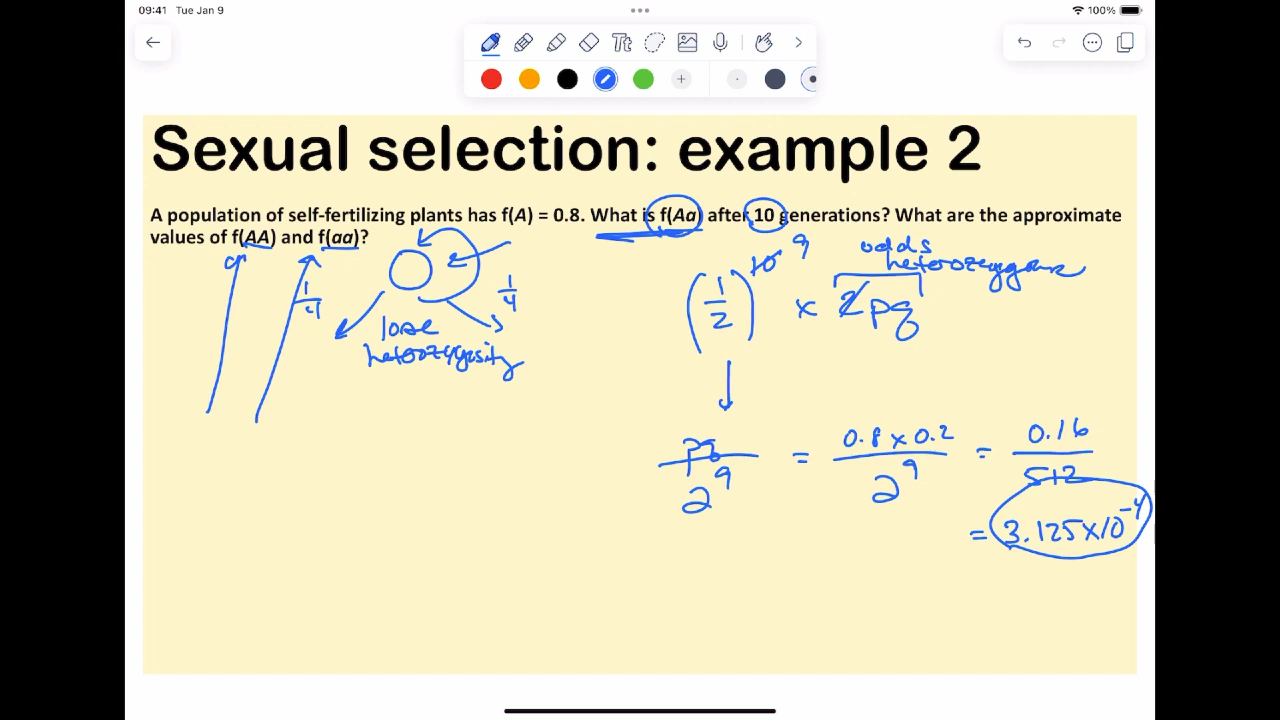 09:41 Tue Jan 9
100%
Tt
Sexual selection: example 2
A population of self-fertilizing plants has f(A) = 0.8. What is f(Aa) after 10 generations? What are the approximate
values of f(AA) and f(aa)?
odds
heterozygous
(1/2)^10 9 x 2pq
1/4
1/4
lose
heterozygosity
pq/2^9 = 0.8 x 0.2/2^9 = 0.16/512
= 3.125x10^-4